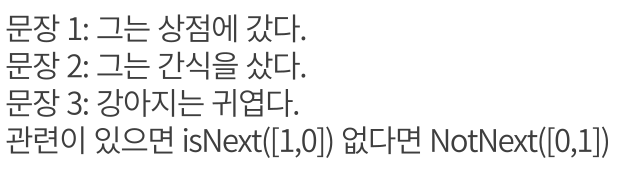 문장 1: 그는 상점에 갔다.
문장 2: 그는 간식을 샀다.
문장 3: 강아지는 귀엽다.
관련이 있으면 isNext([1,0]) 없다면 NotNext([0,1])